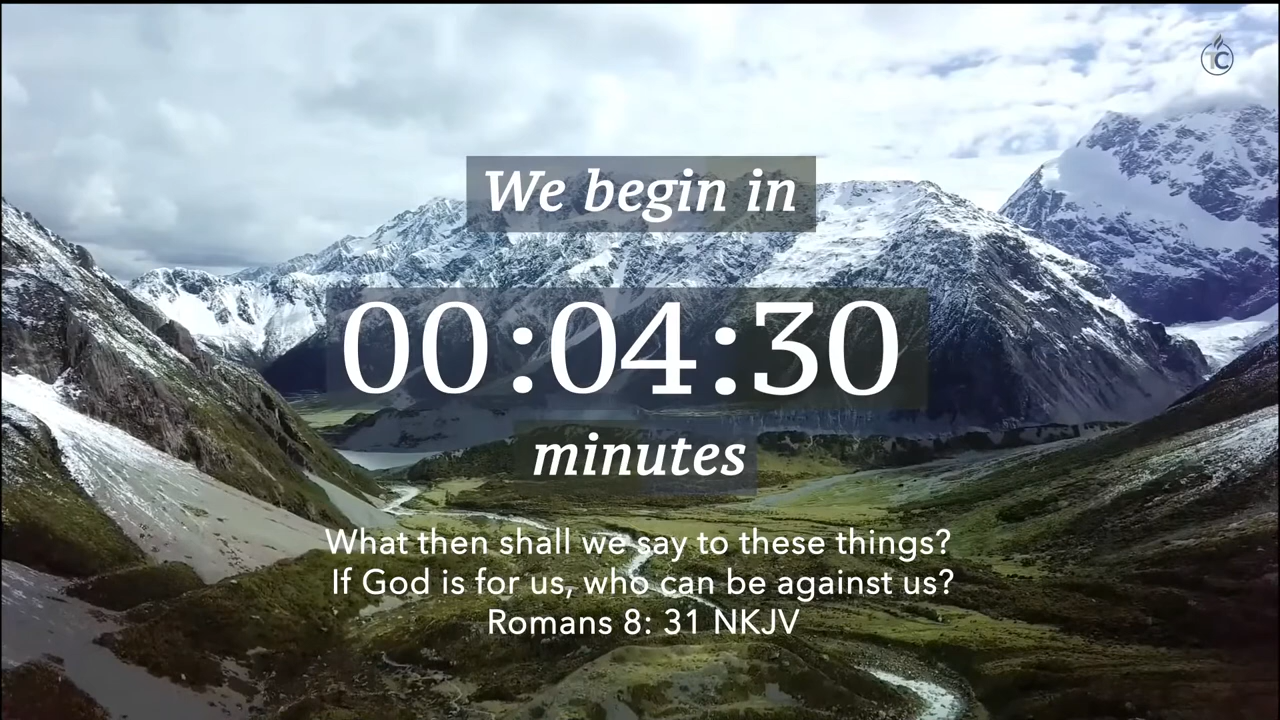 TC
We begin in
00:04:30
minutes
What then shall we say to these things?
If God is for us, who can be against us?
Romans 8: 31 NKJV